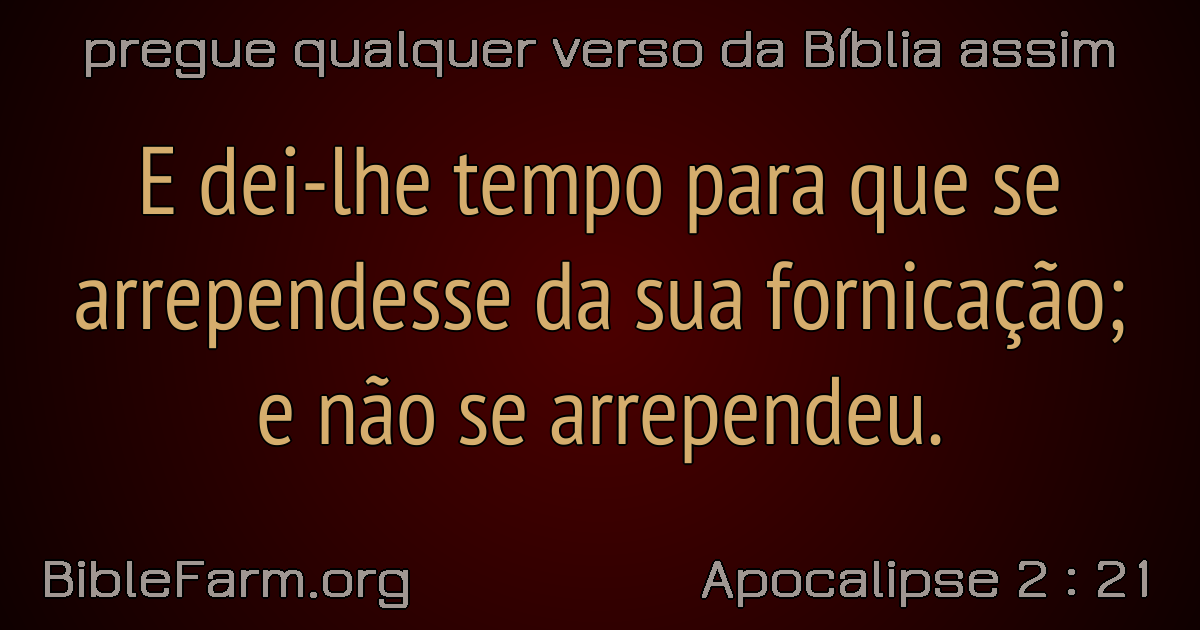 pregue qualquer verso da Bíblia assim
E dei-lhe tempo para que se
arrependesse da sua fornicação;
e não se arrependeu.
BibleFarm.org
Apocalipse 2 : 21